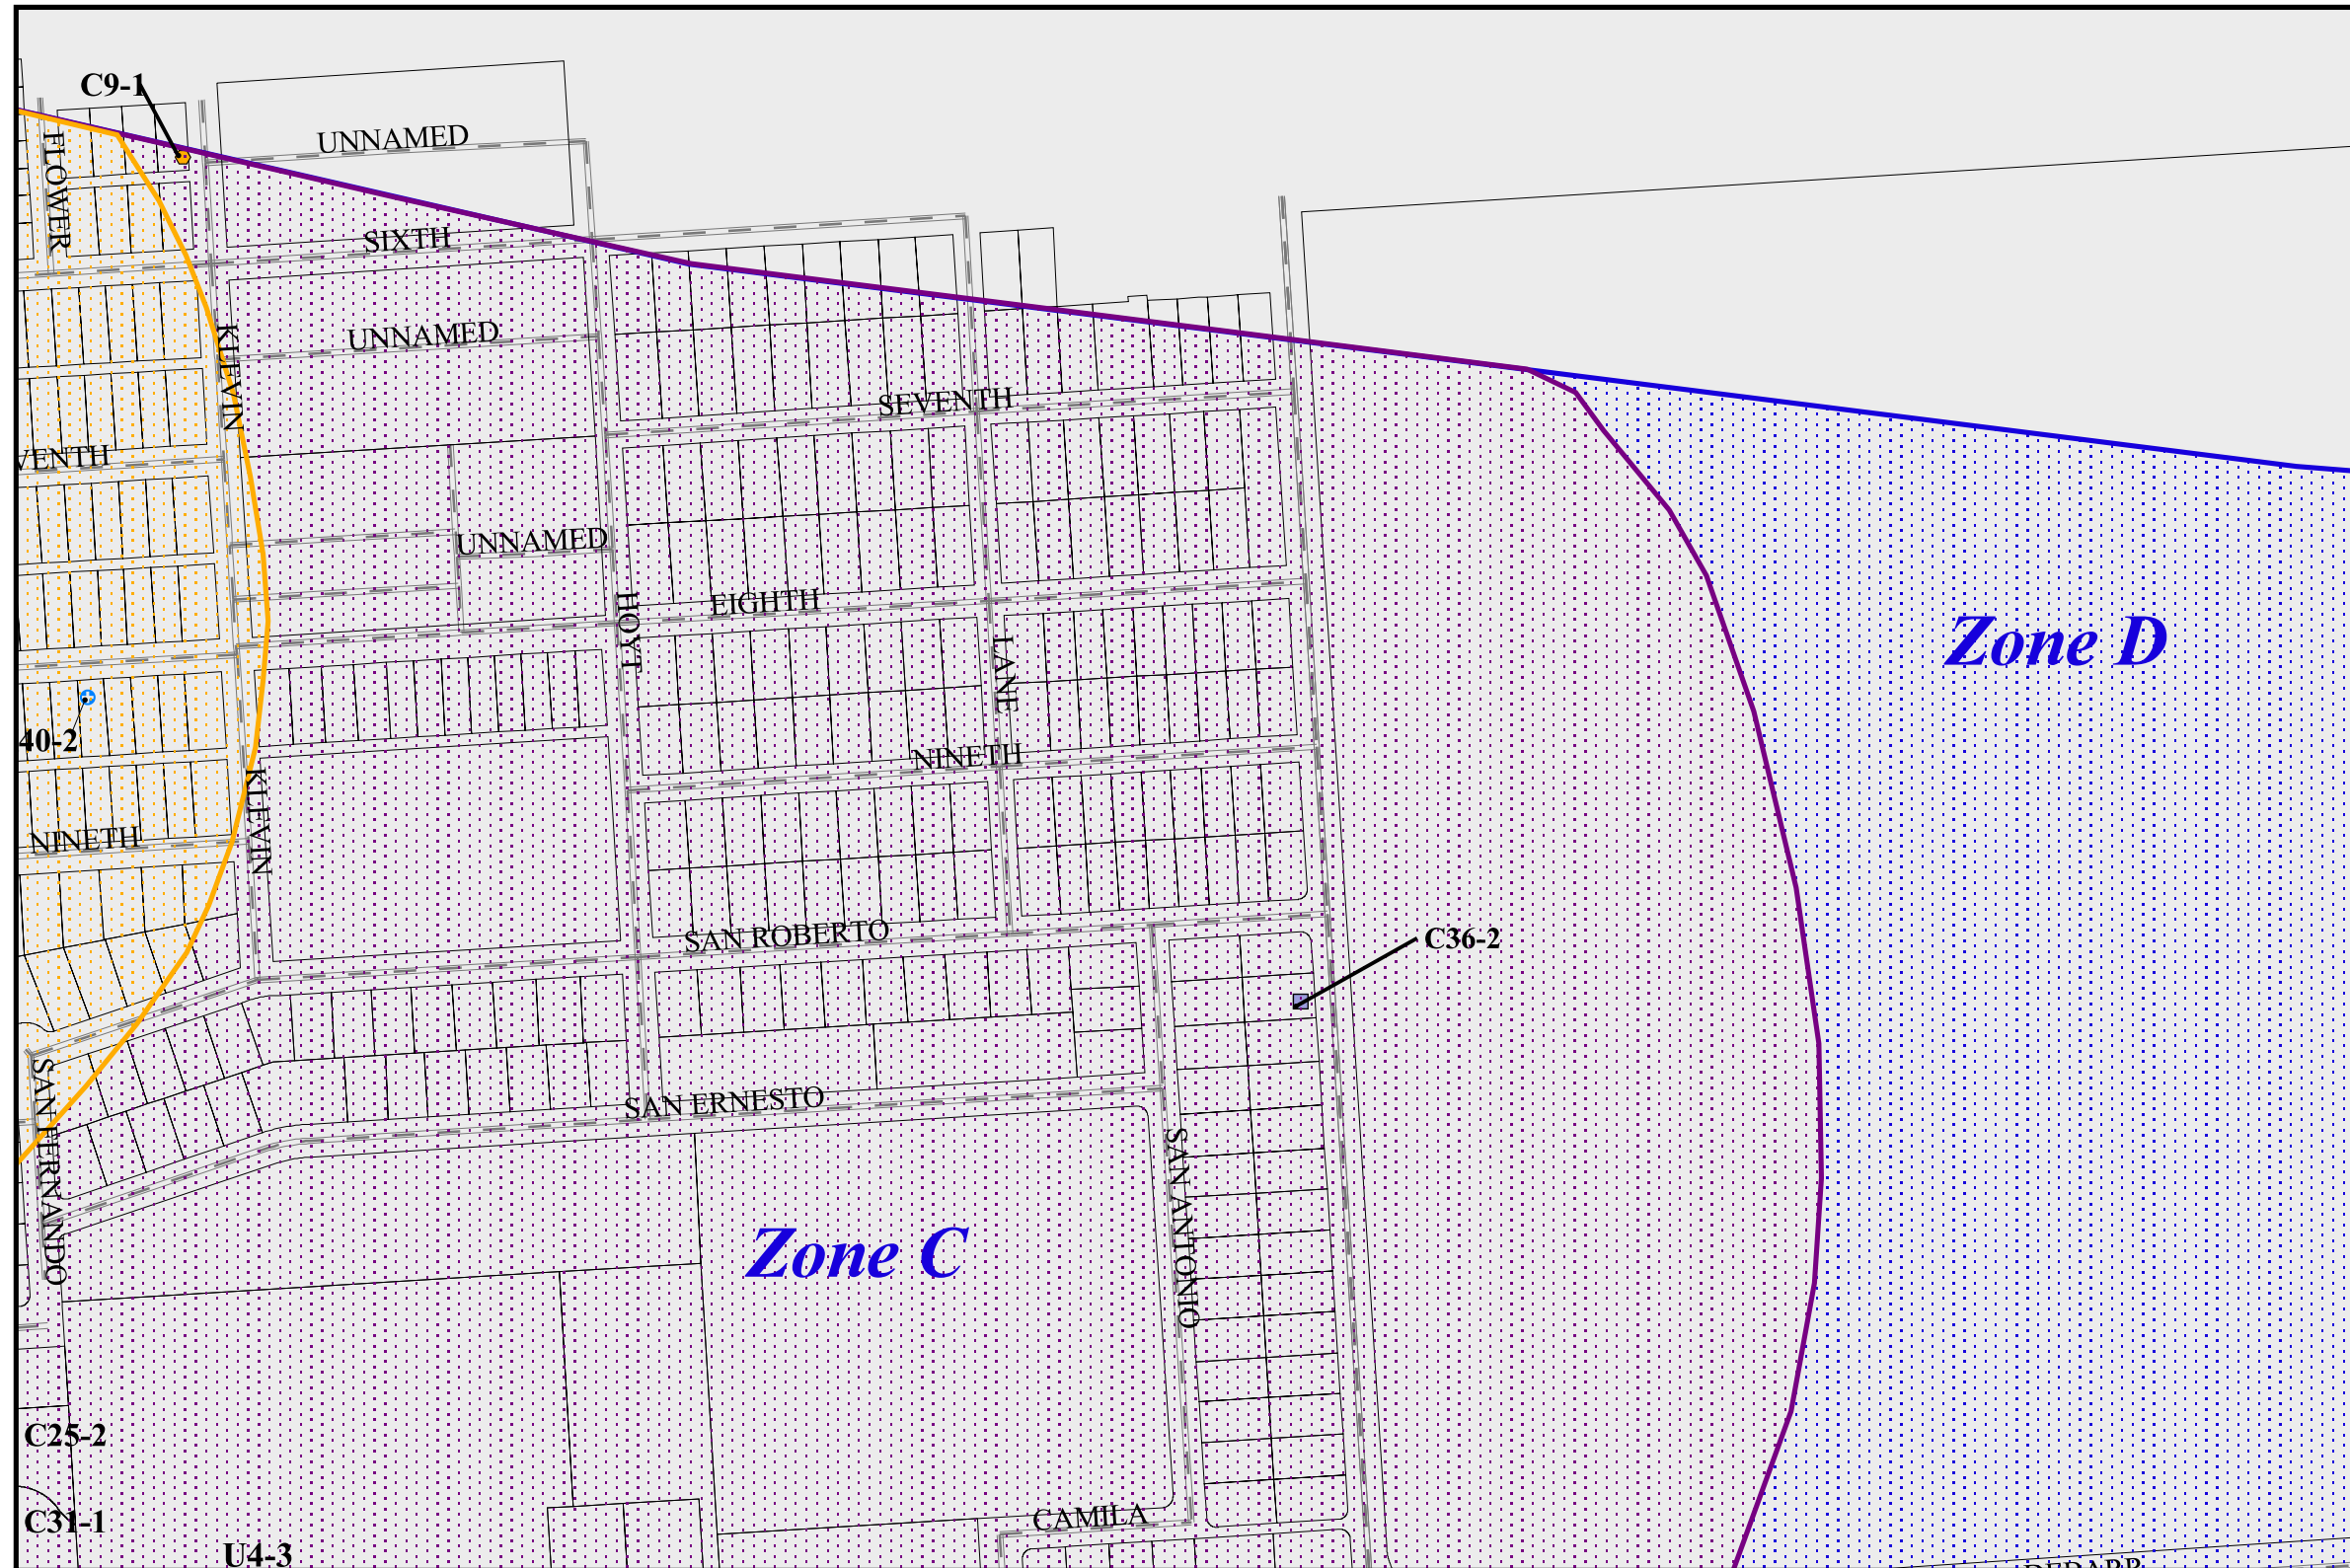 C9-1
UNNAMED
FLOWER
SIXTH
UNNAMED
KLEVIN
SEVENTH
VENTH
UNNAMED
EIGHTH
HOYT
LANE
Zone D
40-2
NINETH
KLEVIN
NINETH
SAN ROBERTO
C36-2
SAN ERNESTO
SAN FERNANDO
SAN ANTONIO
Zone C
C25-2
C31-1
CAMILA
U4-3